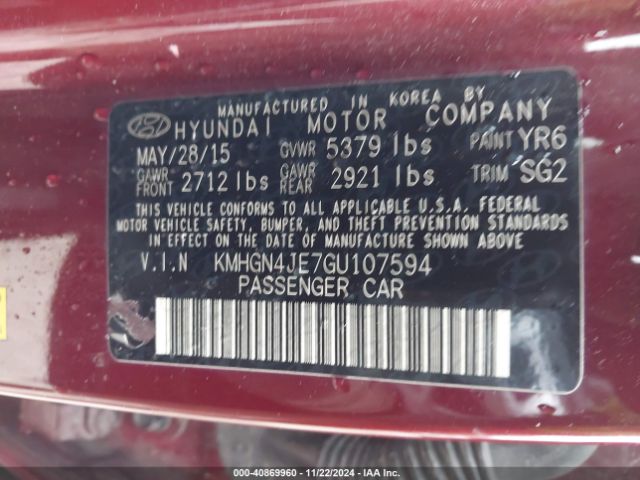 MANUFACTURED IN KOREA BY
HYUNDAI MOTOR COMPANY
MAY/28/15 GVWR 5379 lbs PAINT YR6
GAWR FRONT 2712 lbs GAWR REAR 2921 lbs TRIM SG2
THIS VEHICLE CONFORMS TO ALL APPLICABLE U.S.A. FEDERAL
MOTOR VEHICLE SAFETY, BUMPER, AND THEFT PREVENTION STANDARDS
IN EFFECT ON THE DATE OF MANUFACTURE SHOWN ABOVE.
V.I.N KMHGN4JE7GU107594
PASSENGER CAR
000-40869960 - 11/22/2024 - IAA Inc.